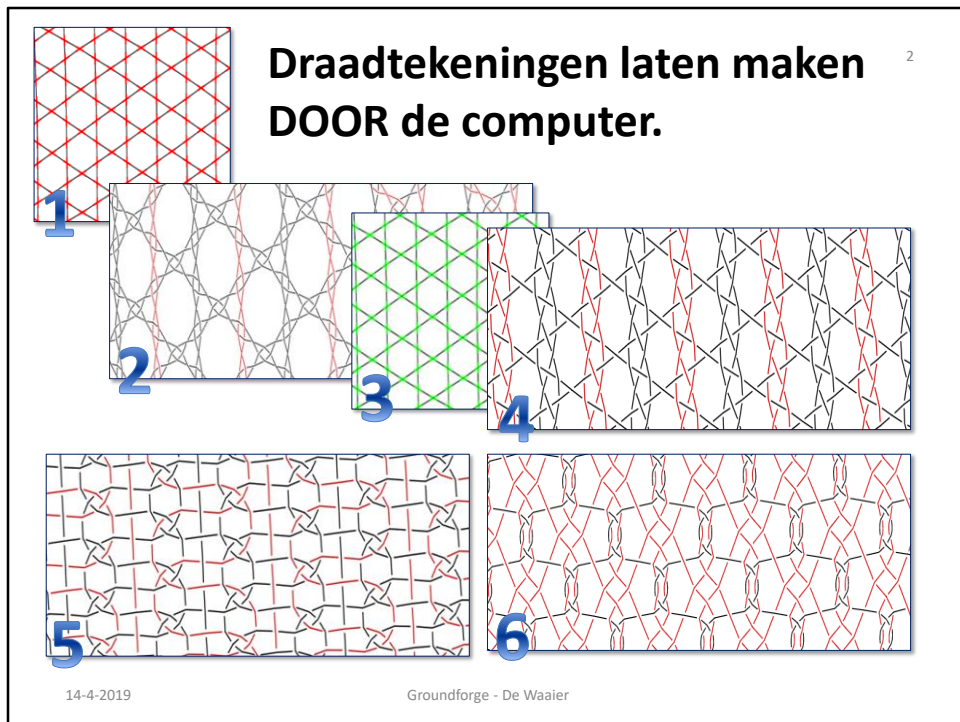 Draadtekeningen laten maken
DOOR de computer.
2
1
2
3
4
5
6
14-4-2019
Groundforge - De Waaier